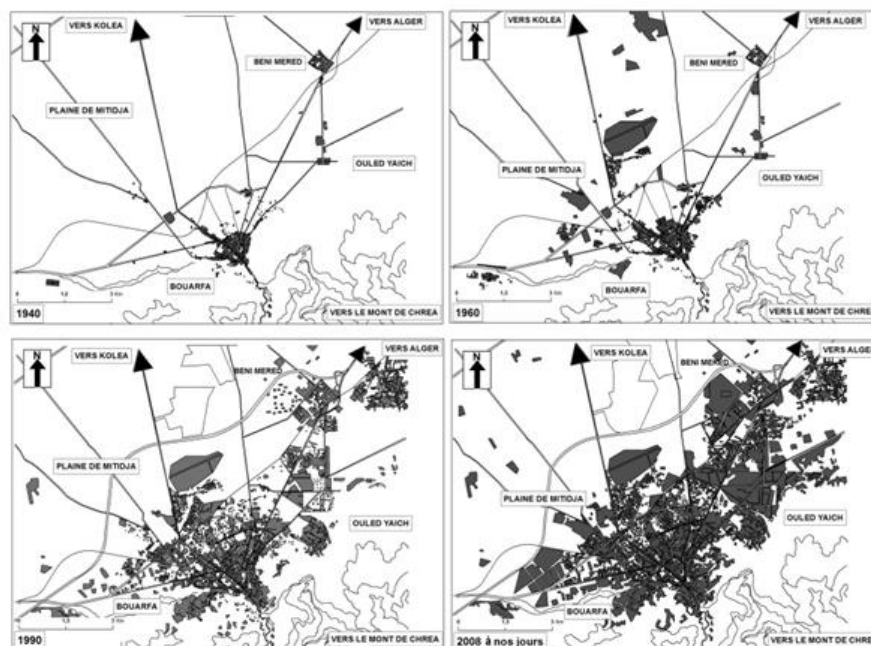 N
VERS KOLEA
VERS ALGER
BENI MERED
PLAINE DE MITIDJA
OULED YAICH
BOUARFA
1940
VERS LE MONT DE CHREA
N
VERS KOLEA
VERS ALGER
BENI MERED
PLAINE DE MITIDJA
OULED YAICH
BOUARFA
1960
VERS LE MONT DE CHREA
N
VERS KOLEA
VERS ALGER
BENI MERED
PLAINE DE MITIDJA
OULED YAICH
BOUARFA
1990
VERS LE MONT DE CHREA
N
VERS KOLEA
VERS ALGER
BENI MERED
PLAINE DE MITIDJA
OULED YAICH
BOUARFA
2008 à nos jours
VERS LE MONT DE CHREA